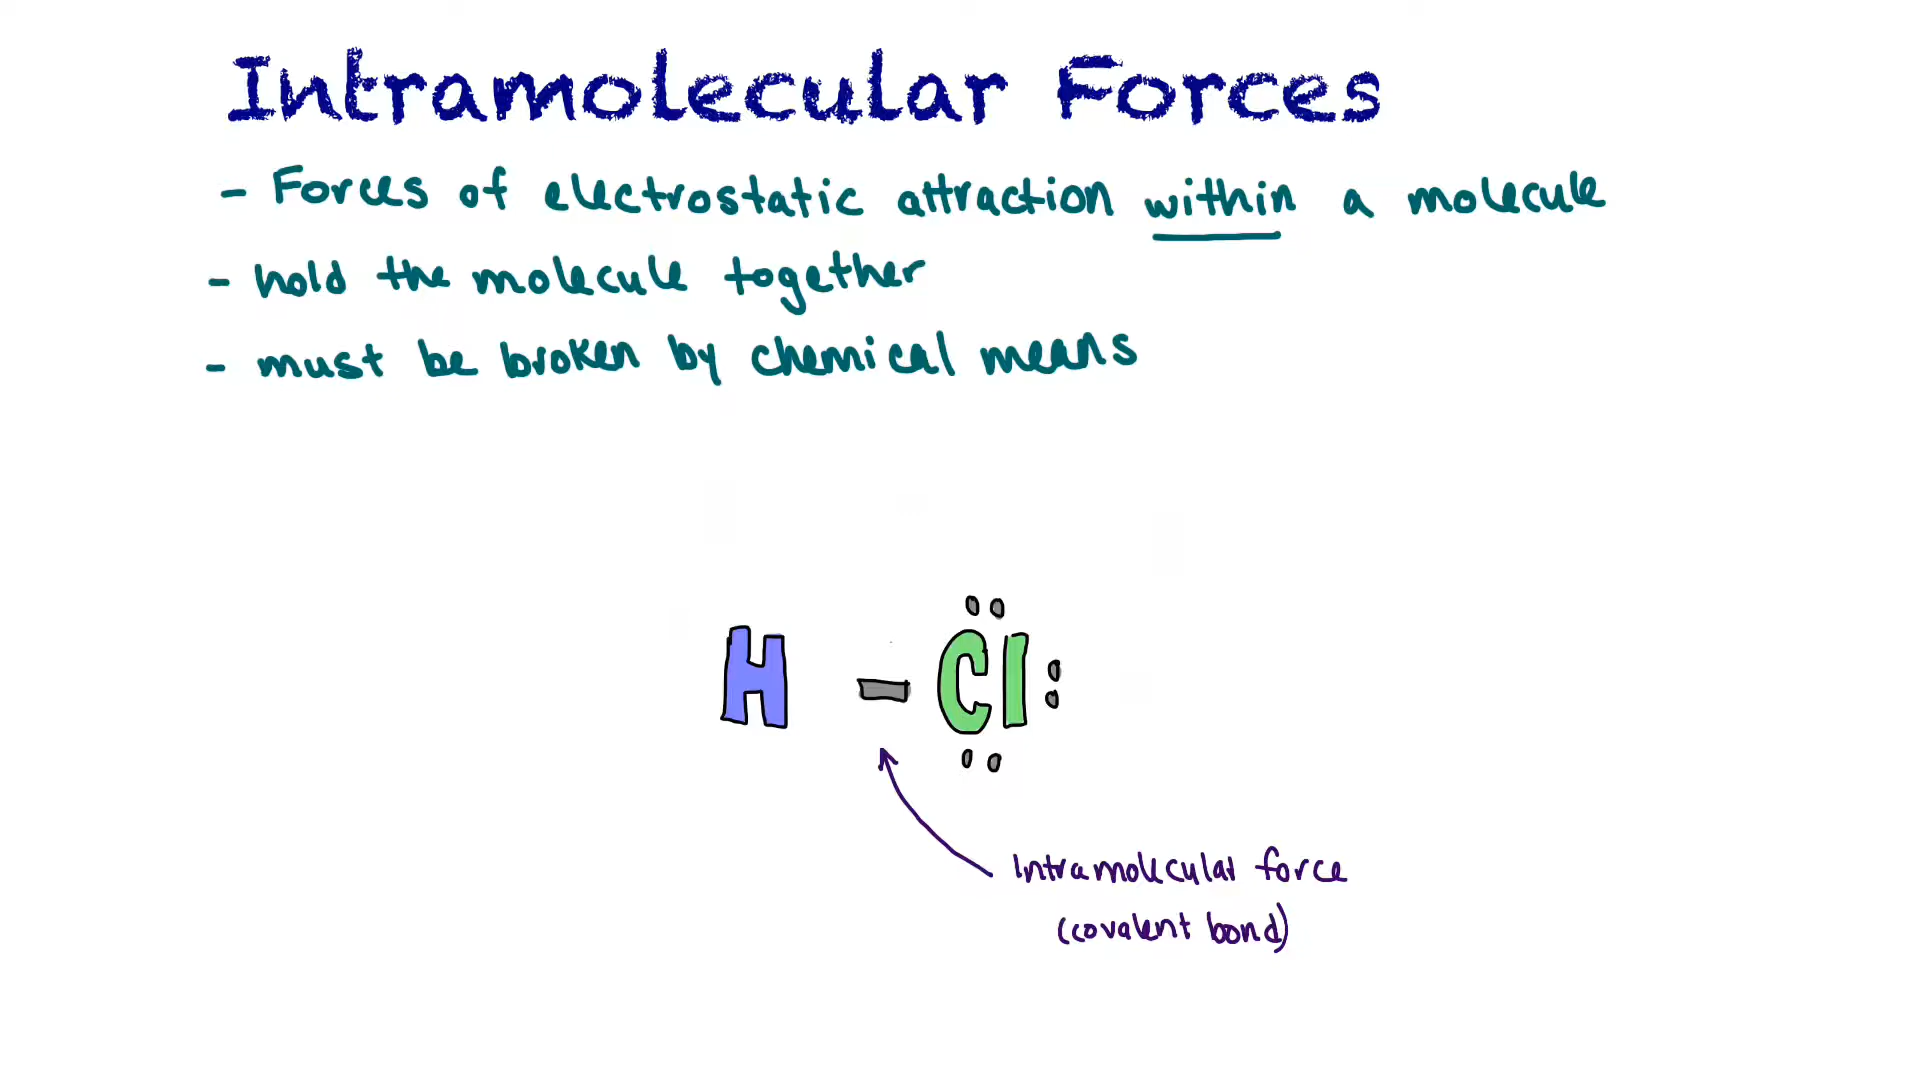 Intramolecular Forces
- Forces of electrostatic attraction within a molecule
- hold the molecule together
- must be broken by chemical means
H - Cl:
Intramolecular force
(covalent bond)